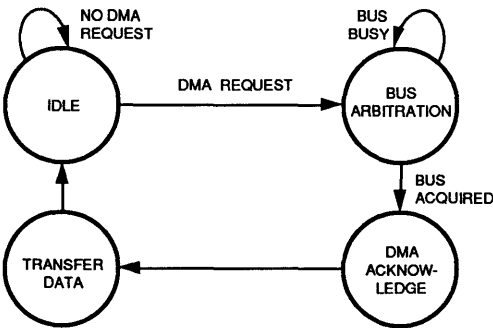 NO DMA
REQUEST
BUS
BUSY
IDLE
DMA REQUEST
BUS
ARBITRATION
BUS
ACQUIRED
TRANSFER
DATA
DMA
ACKNOW-
LEDGE